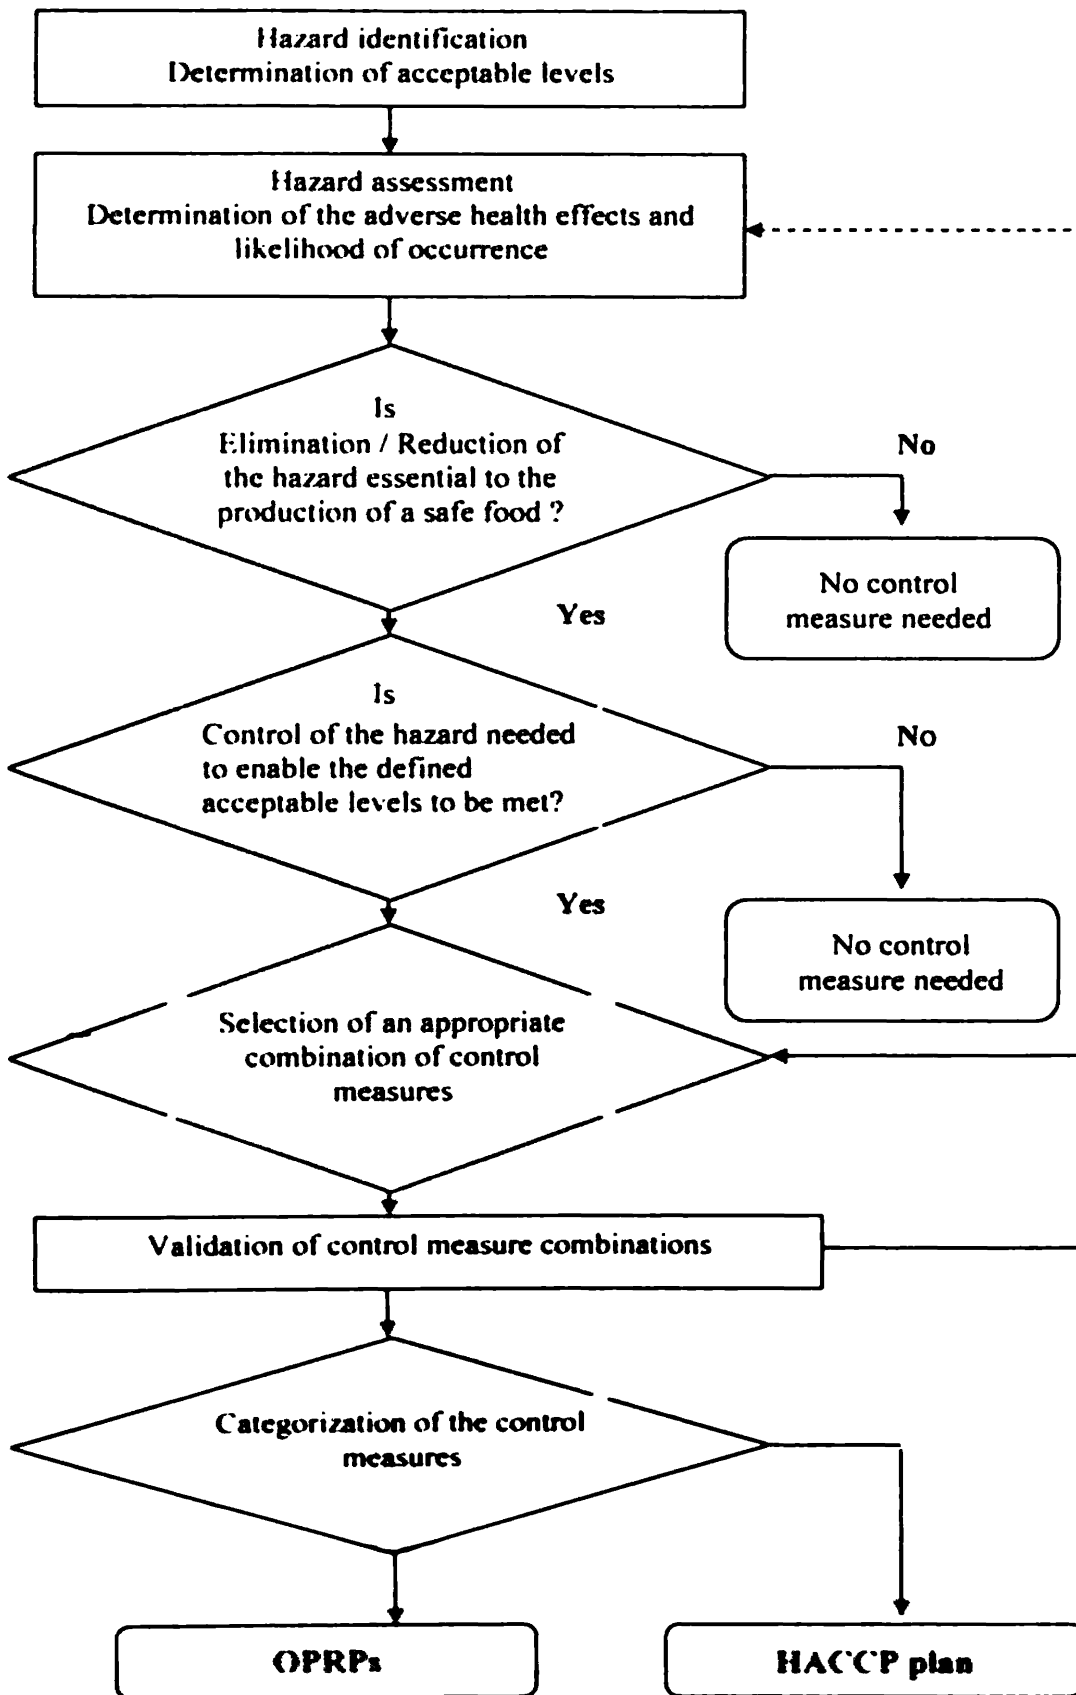 Hazard identification
Determination of acceptable levels
Hazard assessment
Determination of the adverse health effects and
likelihood of occurrence
Is
Elimination / Reduction of
the hazard essential to the
production of a safe food ?
No
No control
measure needed
Yes
Is
Control of the hazard needed
to enable the defined
acceptable levels to be met?
No
No control
measure needed
Yes
Selection of an appropriate
combination of control
measures
Validation of control measure combinations
Categorization of the control
measures
OPRPs
HACCP plan